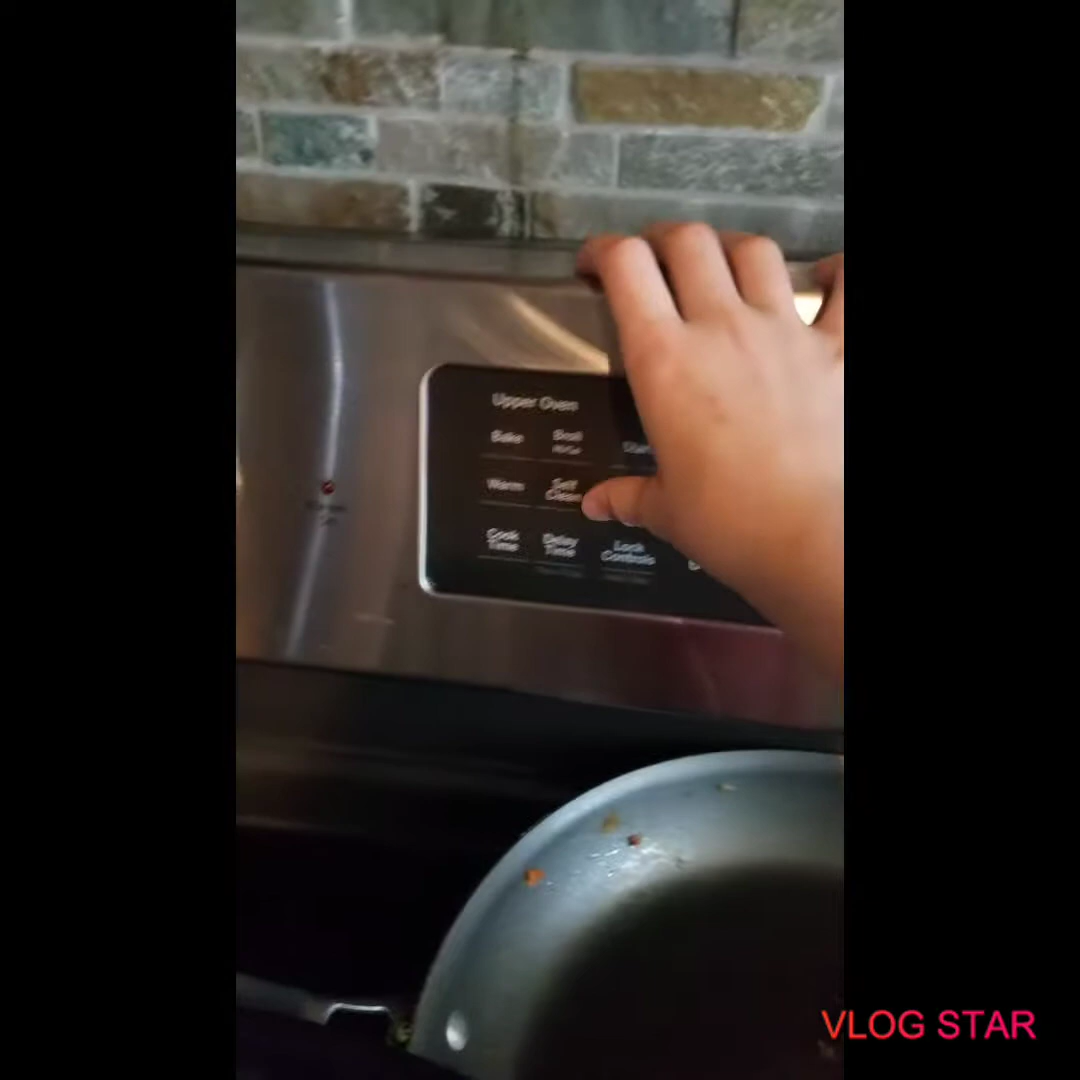 Upper Oven
Bake Broil
Warm Self
Clean
Cook Delay Lock
Time Time Controls
VLOG STAR